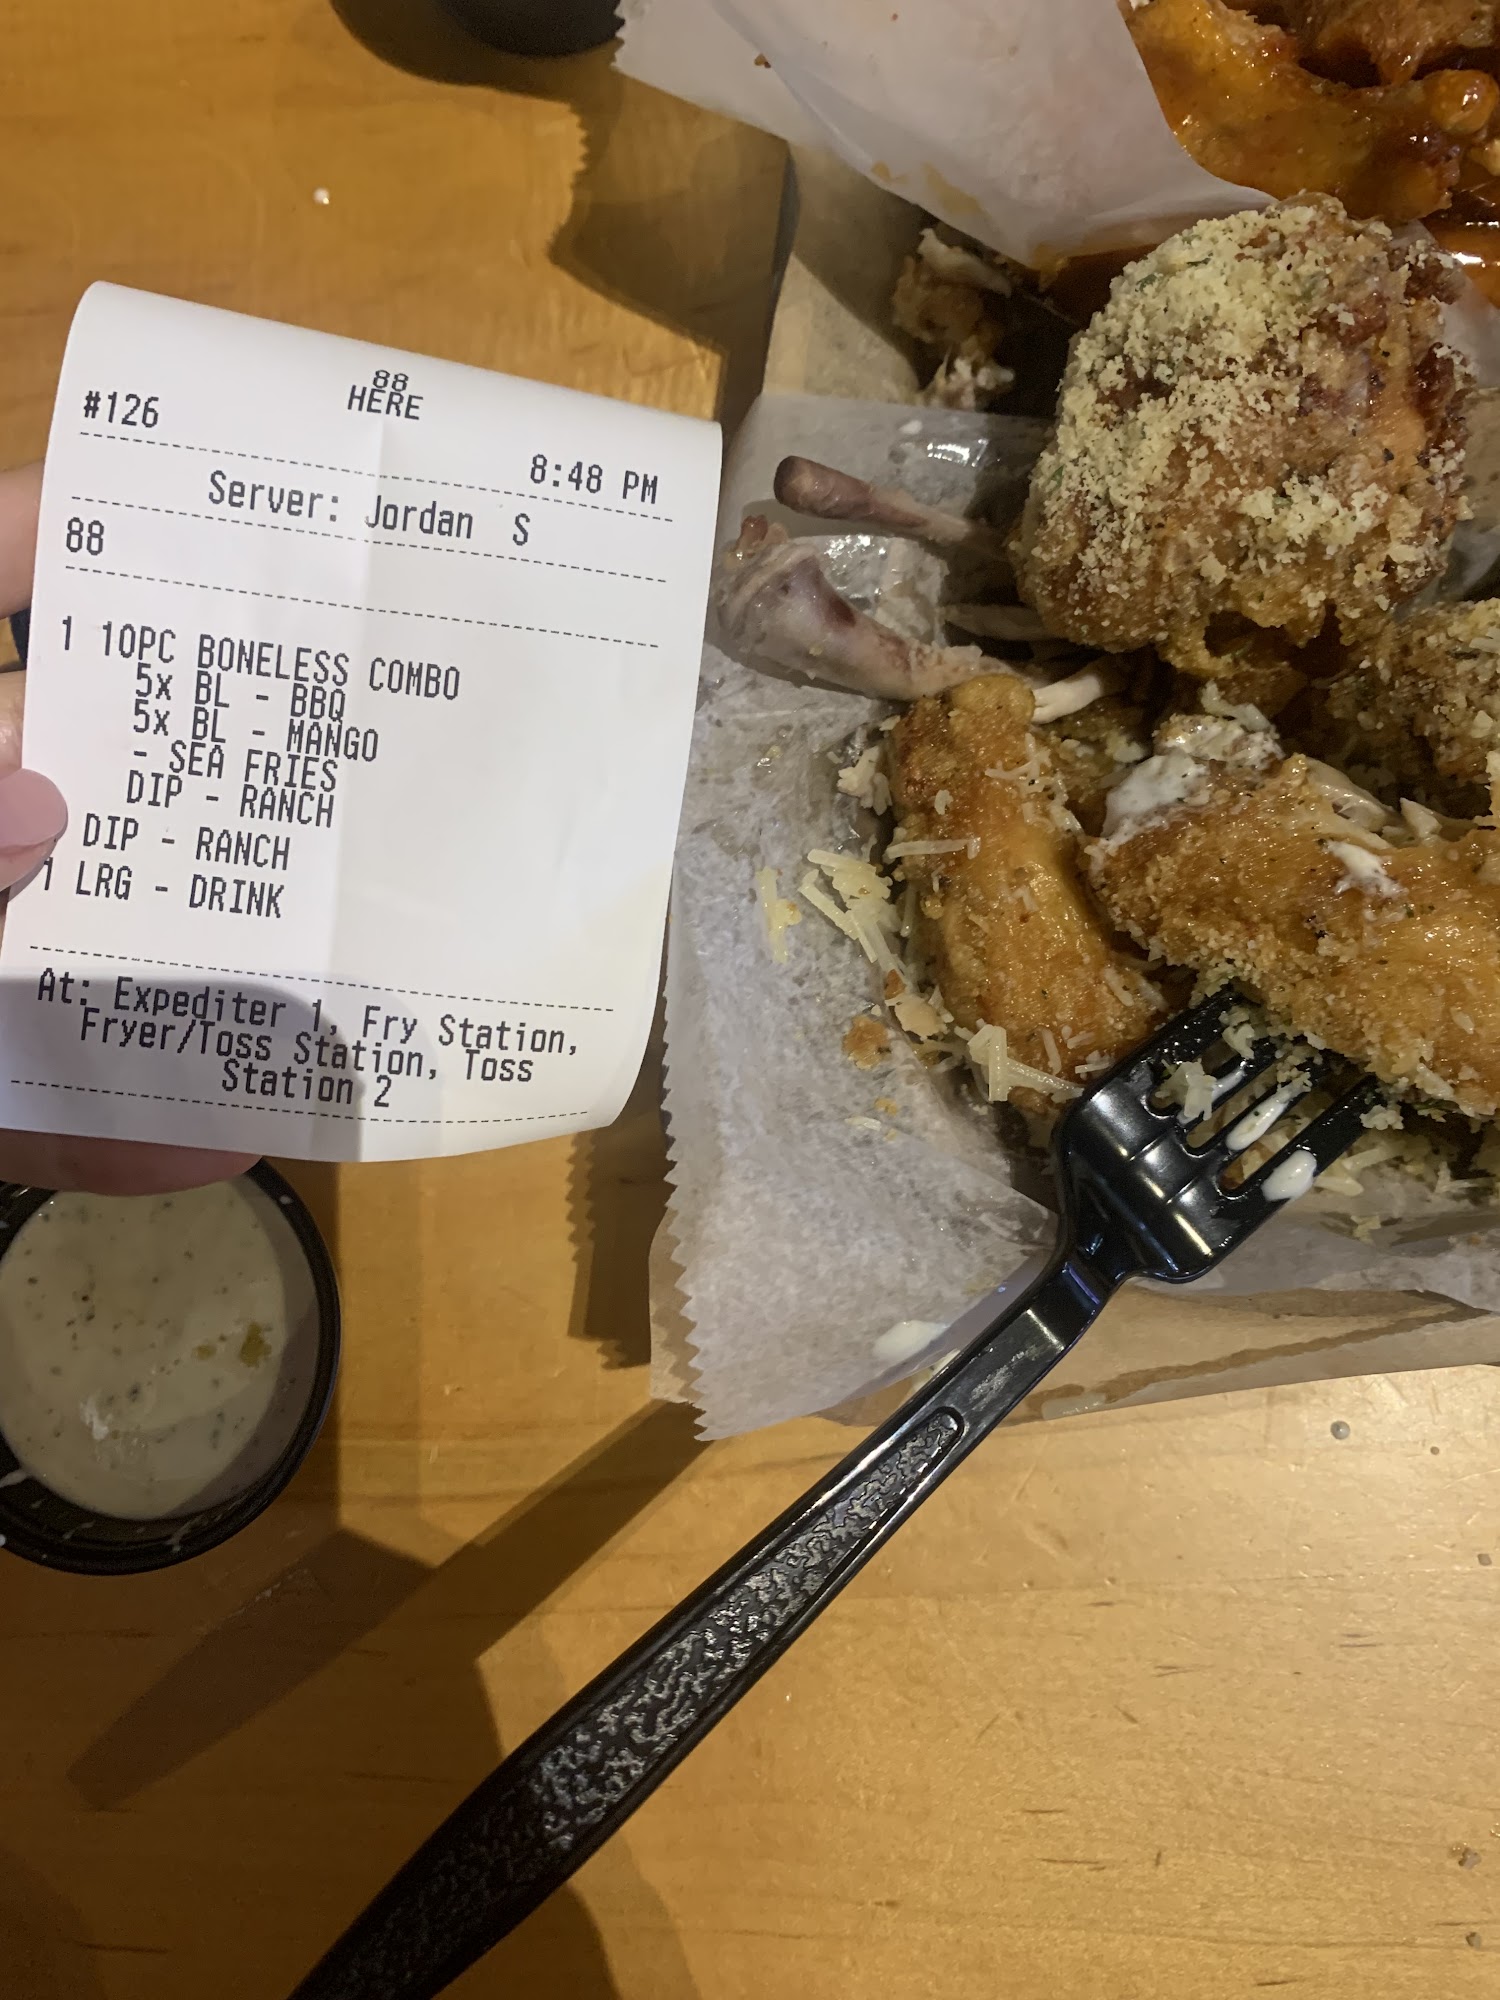 88
HERE
#126
8:48 PM
Server: Jordan S
88
1 10PC BONELESS COMBO
5x BL - BBQ
5x BL - MANGO
- SEA FRIES
DIP - RANCH
DIP - RANCH
1 LRG - DRINK
At: Expediter 1, Fry Station,
Fryer/Toss Station, Toss
Station 2